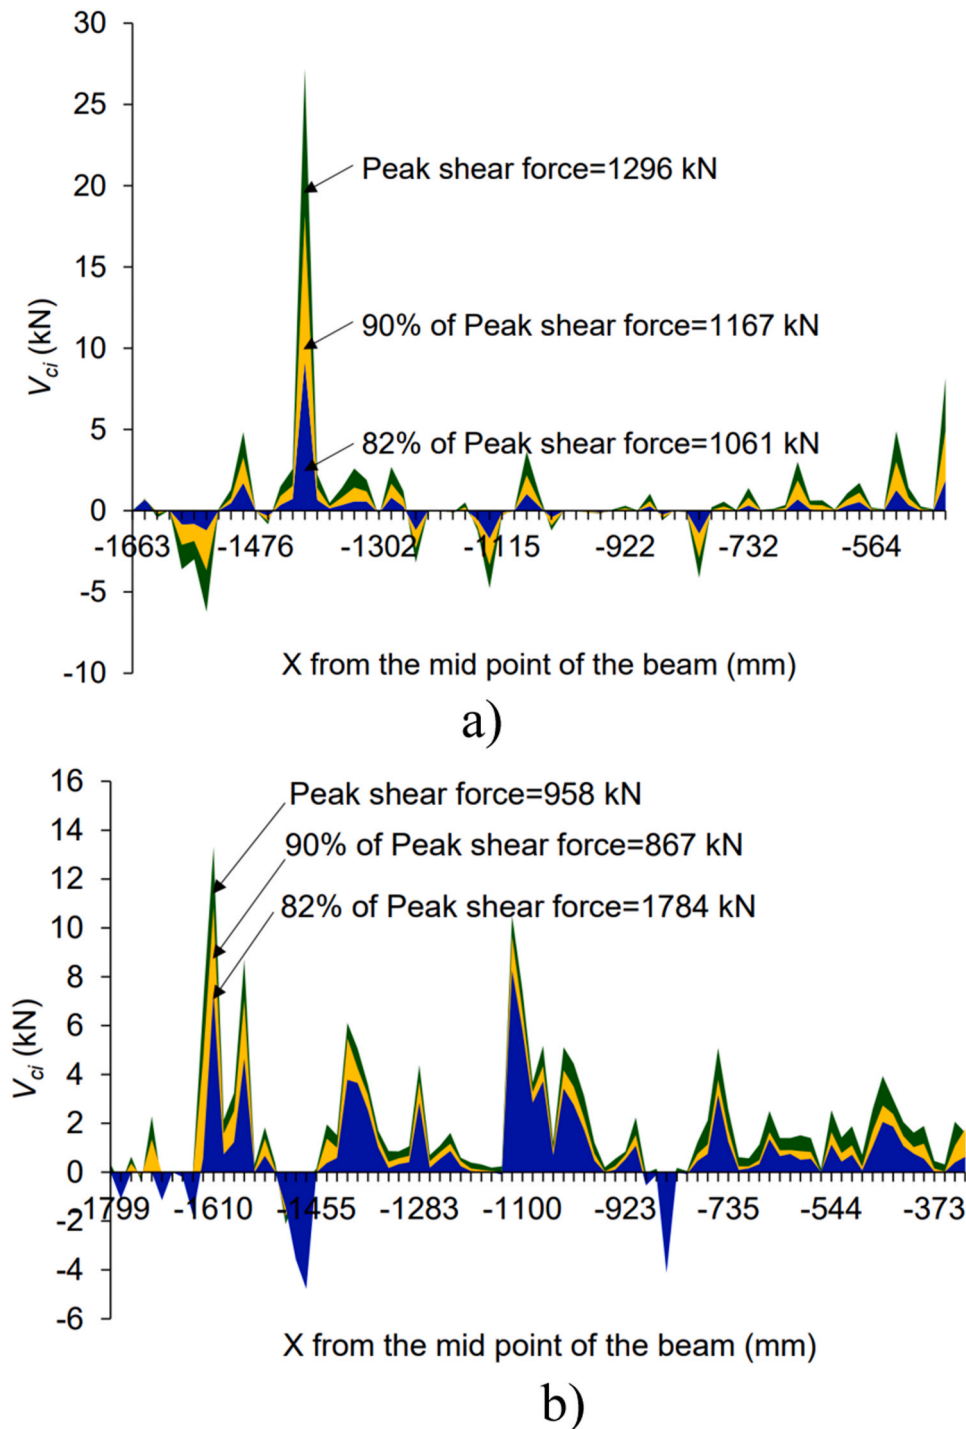 30
25
20
15
10
5
0
-5
-10
V_ci (kN)
Peak shear force=1296 kN
90% of Peak shear force=1167 kN
82% of Peak shear force=1061 kN
-1663 -1476 -1302 -1115 -922 -732 -564
X from the mid point of the beam (mm)
a)
16
14
12
10
8
6
4
2
0
-2
-4
-6
V_ci (kN)
Peak shear force=958 kN
90% of Peak shear force=867 kN
82% of Peak shear force=1784 kN
-1799 -1610 -1455 -1283 -1100 -923 -735 -544 -373
X from the mid point of the beam (mm)
b)